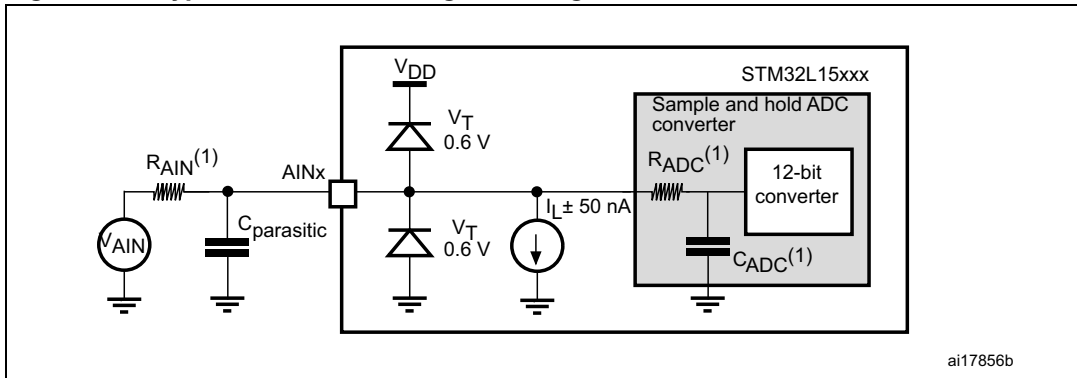 STM32L15xxx
VDD
Sample and hold ADC
converter
VT
0.6 V
RAIN(1)
AINx
RADC(1)
12-bit
converter
IL± 50 nA
VAIN
Cparasitic
VT
0.6 V
CADC(1)
ai17856b